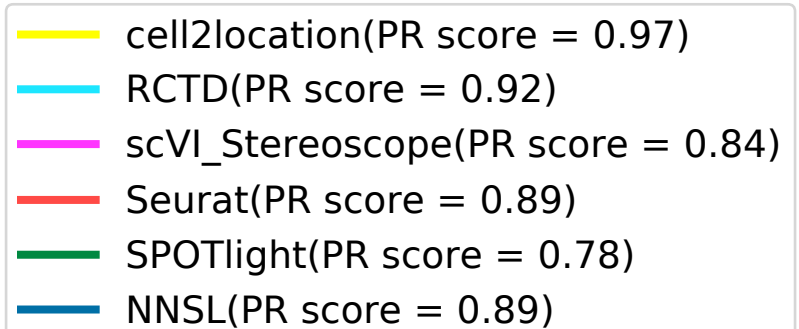 cell2location(PR score = 0.97)
RCTD(PR score = 0.92)
scVI_Stereoscope(PR score = 0.84)
Seurat(PR score = 0.89)
SPOTlight(PR score = 0.78)
NNSL(PR score = 0.89)